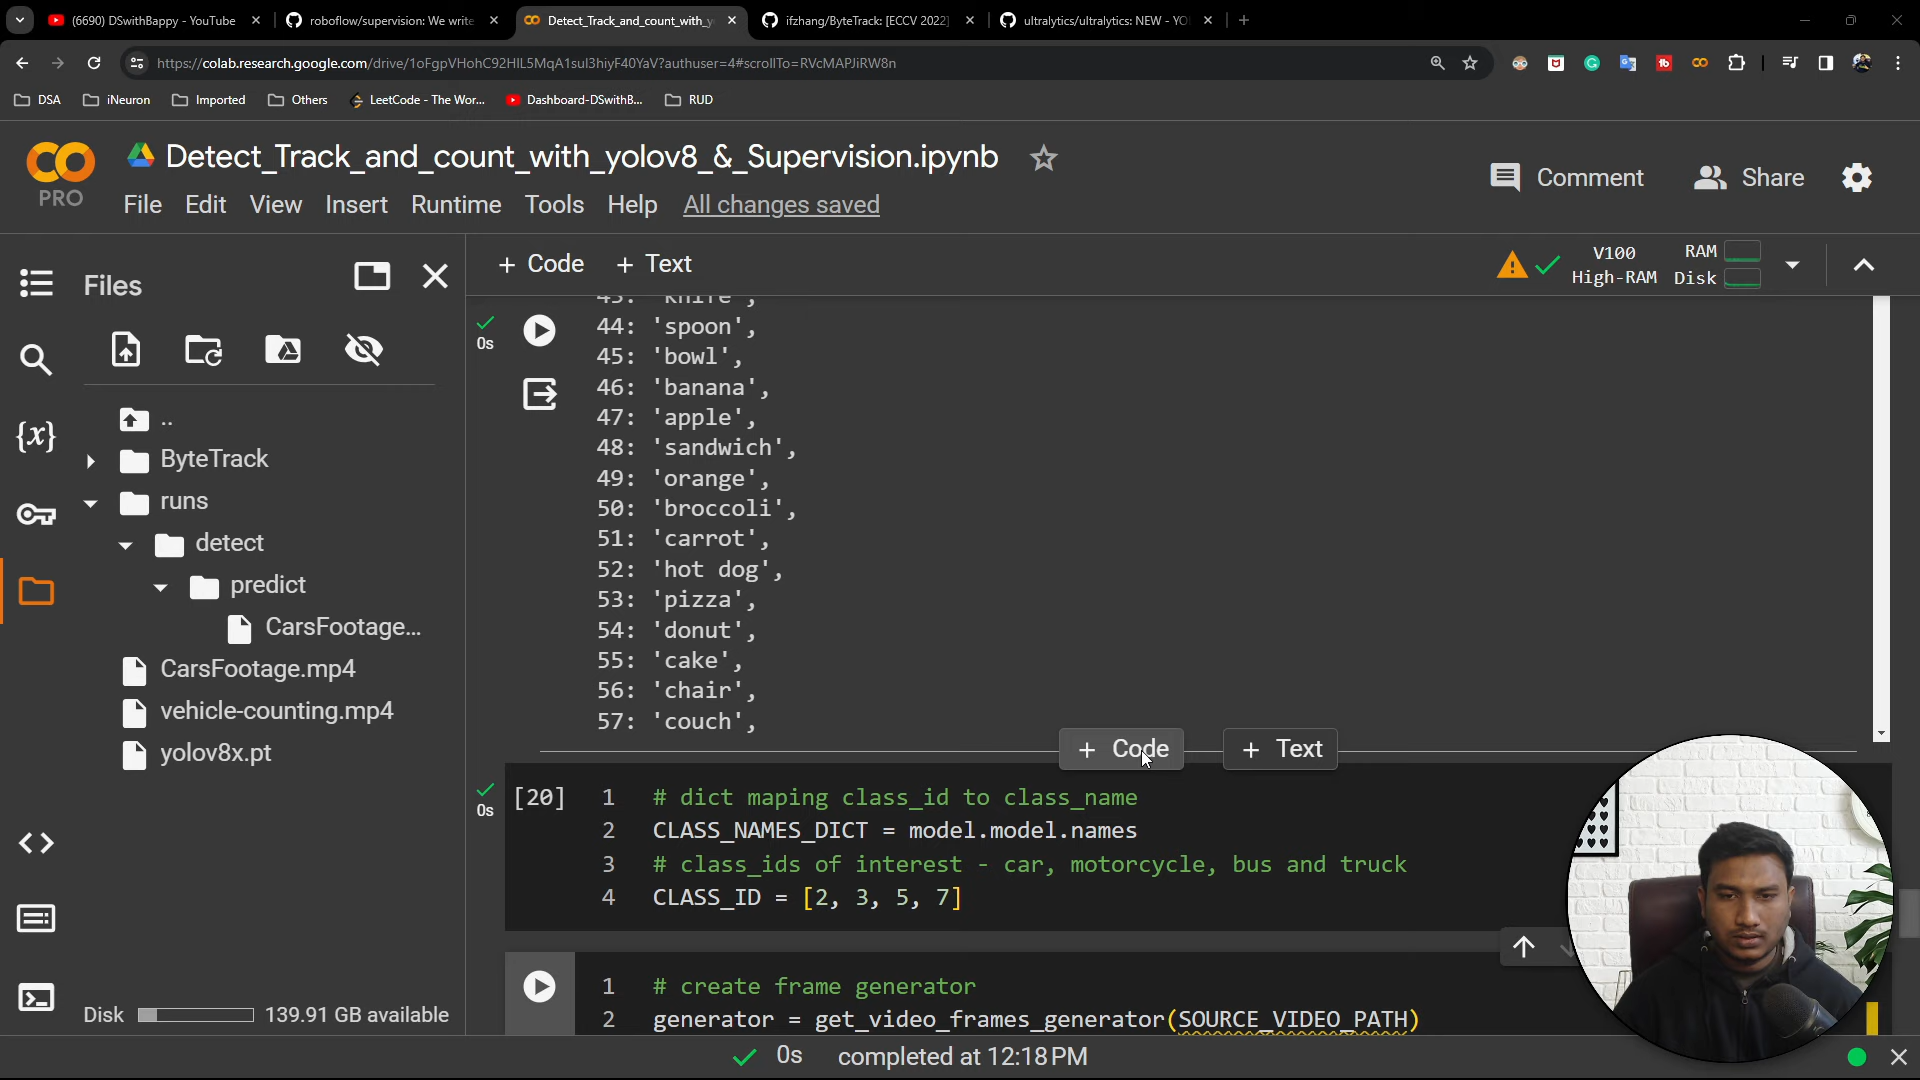 (6690) DSwithBappy - YouTube
roboflow/supervision: We write
Detect_Track_and_count_with_y
ifzhang/ByteTrack: [ECCV 2022]
ultralytics/ultralytics: NEW - YO
https://colab.research.google.com/drive/1oFgpVHohC92HIL5MqA1sul3hiyF40YaV?authuser=4#scrollTo=RVcMAPJiRW8n
DSA
iNeuron
Imported
Others
LeetCode - The Wor...
Dashboard-DSwithB...
RUD
CO
PRO
Detect_Track_and_count_with_yolov8_&_Supervision.ipynb
Comment
Share
File Edit View Insert Runtime Tools Help All changes saved
Files
+ Code
+ Text
V100
High-RAM
RAM
Disk
..
ByteTrack
runs
detect
predict
CarsFootage...
CarsFootage.mp4
vehicle-counting.mp4
yolov8x.pt
Disk
139.91 GB available
0s
43: 'knife',
44: 'spoon',
45: 'bowl',
46: 'banana',
47: 'apple',
48: 'sandwich',
49: 'orange',
50: 'broccoli',
51: 'carrot',
52: 'hot dog',
53: 'pizza',
54: 'donut',
55: 'cake',
56: 'chair',
57: 'couch',
+ Code
+ Text
0s
[20]
1 # dict maping class_id to class_name
2 CLASS_NAMES_DICT = model.model.names
3 # class_ids of interest - car, motorcycle, bus and truck
4 CLASS_ID = [2, 3, 5, 7]
1 # create frame generator
2 generator = get_video_frames_generator(SOURCE_VIDEO_PATH)
0s completed at 12:18 PM